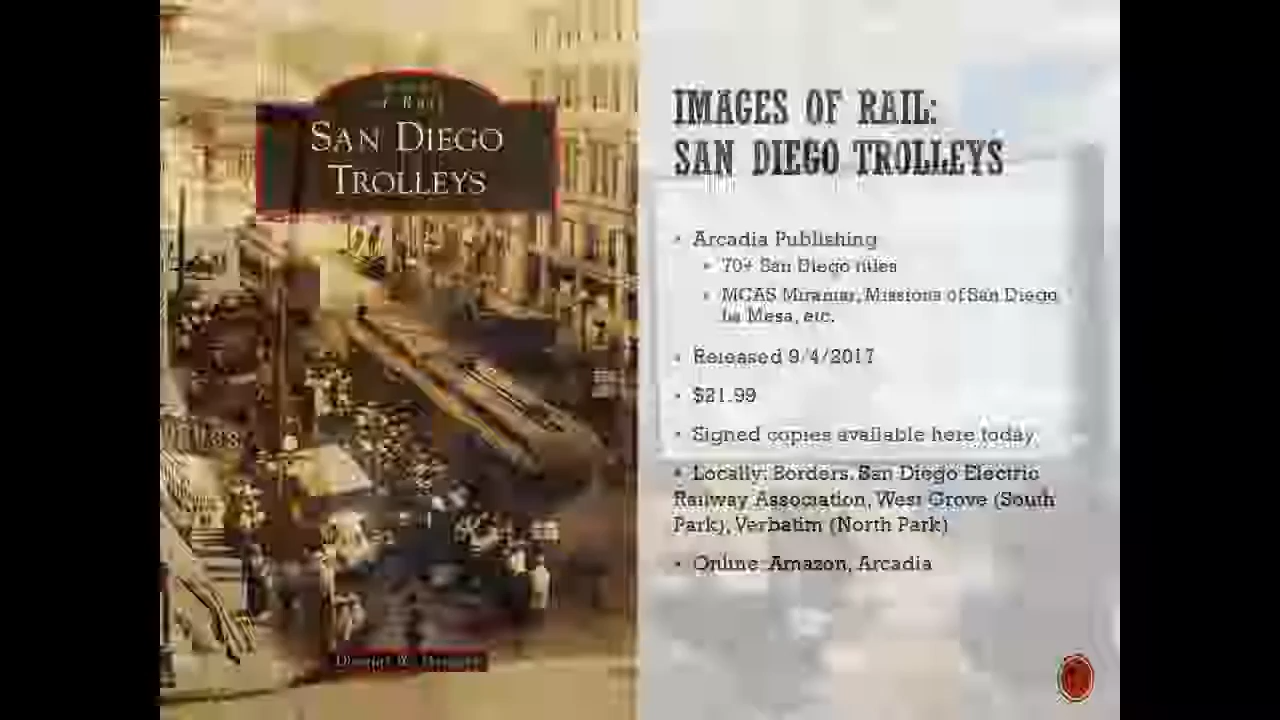 of Rail
SAN DIEGO
TROLLEYS
IMAGES OF RAIL:
SAN DIEGO TROLLEYS
• Arcadia Publishing
• 70+ San Diego titles
• MCAS Miramar, Missions of San Diego,
La Mesa, etc.
• Released 9/4/2017
• $21.99
• Signed copies available here today
• Locally: Borders, San Diego Electric
Railway Association, West Grove (South
Park), Verbatim (North Park)
• Online: Amazon, Arcadia